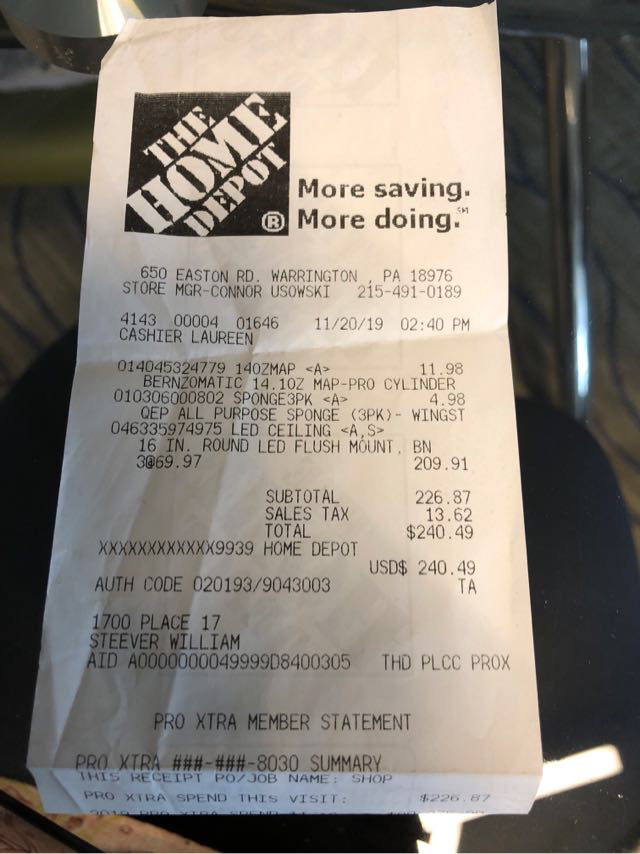 THE
HOME
DEPOT
®
More saving.
More doing.℠
650 EASTON RD. WARRINGTON , PA 18976
STORE MGR-CONNOR USOWSKI 215-491-0189
4143 00004 01646 11/20/19 02:40 PM
CASHIER LAUREEN
014045324779 14OZMAP <A> 11.98
BERNZOMATIC 14.1OZ MAP-PRO CYLINDER
010306000802 SPONGE3PK <A> 4.98
QEP ALL PURPOSE SPONGE (3PK)- WINGST
046335974975 LED CEILING <A,S>
16 IN. ROUND LED FLUSH MOUNT, BN
3@69.97 209.91
SUBTOTAL 226.87
SALES TAX 13.62
TOTAL $240.49
XXXXXXXXXXXX9939 HOME DEPOT
USD$ 240.49
AUTH CODE 020193/9043003 TA
1700 PLACE 17
STEEVER WILLIAM
AID A0000000049999D8400305 THD PLCC PROX
PRO XTRA MEMBER STATEMENT
PRO XTRA ###-###-8030 SUMMARY
THIS RECEIPT PO/JOB NAME: SHOP
PRO XTRA SPEND THIS VISIT: $226.87
2019 PRO XTRA SPEND